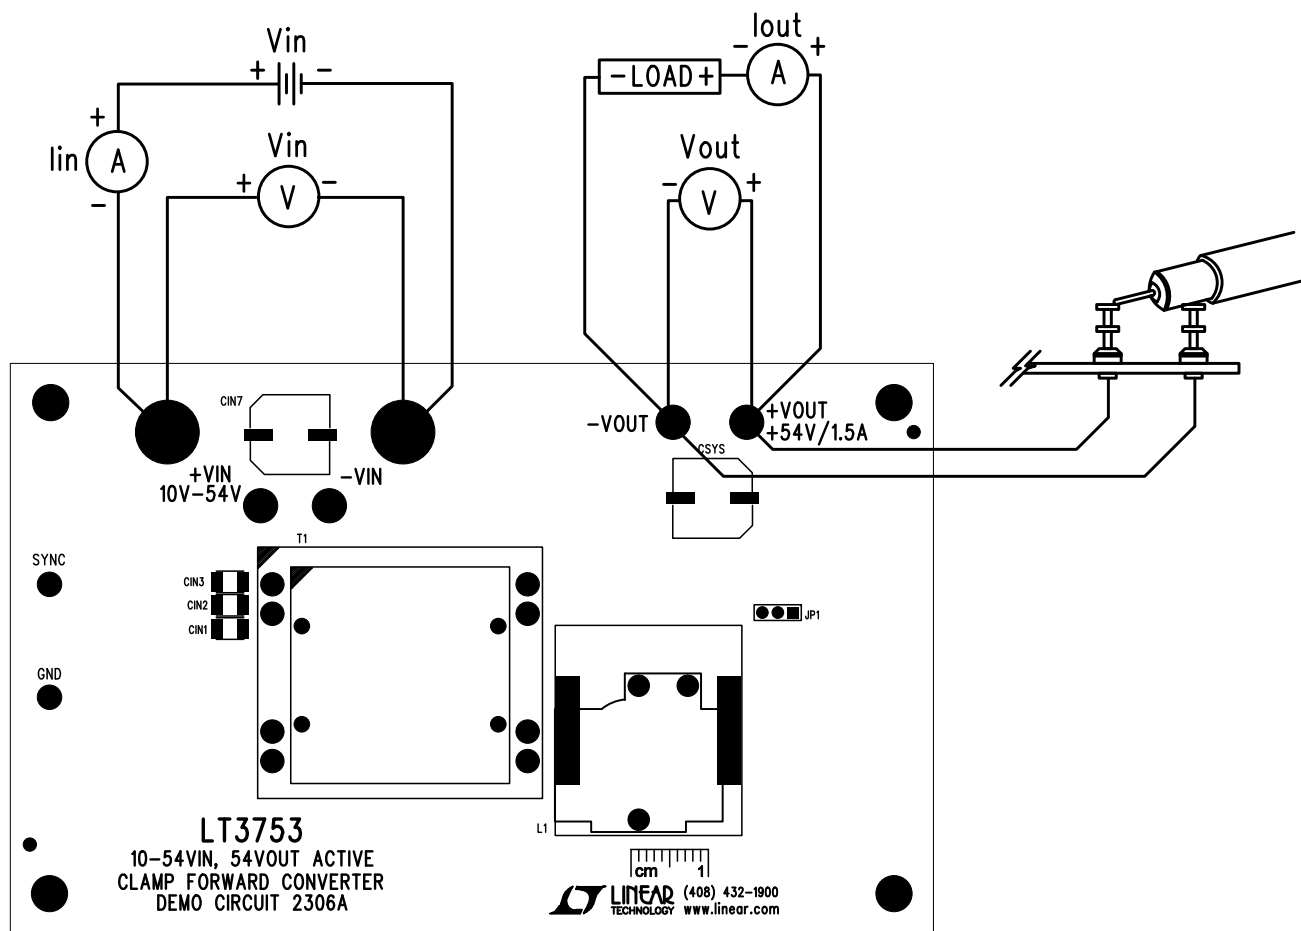 Vin
+ -
+
Iin A
-
Vin
+ V -
Iout
- A +
-LOAD+
Vout
- V +
CIN7
+VIN
10V-54V
-VIN
-VOUT
+VOUT
+54V/1.5A
CSYS
T1
SYNC
CIN3
CIN2
CIN1
JP1
GND
L1
LT3753
10-54VIN, 54VOUT ACTIVE
CLAMP FORWARD CONVERTER
DEMO CIRCUIT 2306A
cm 1
LINEAR (408) 432-1900
TECHNOLOGY www.linear.com